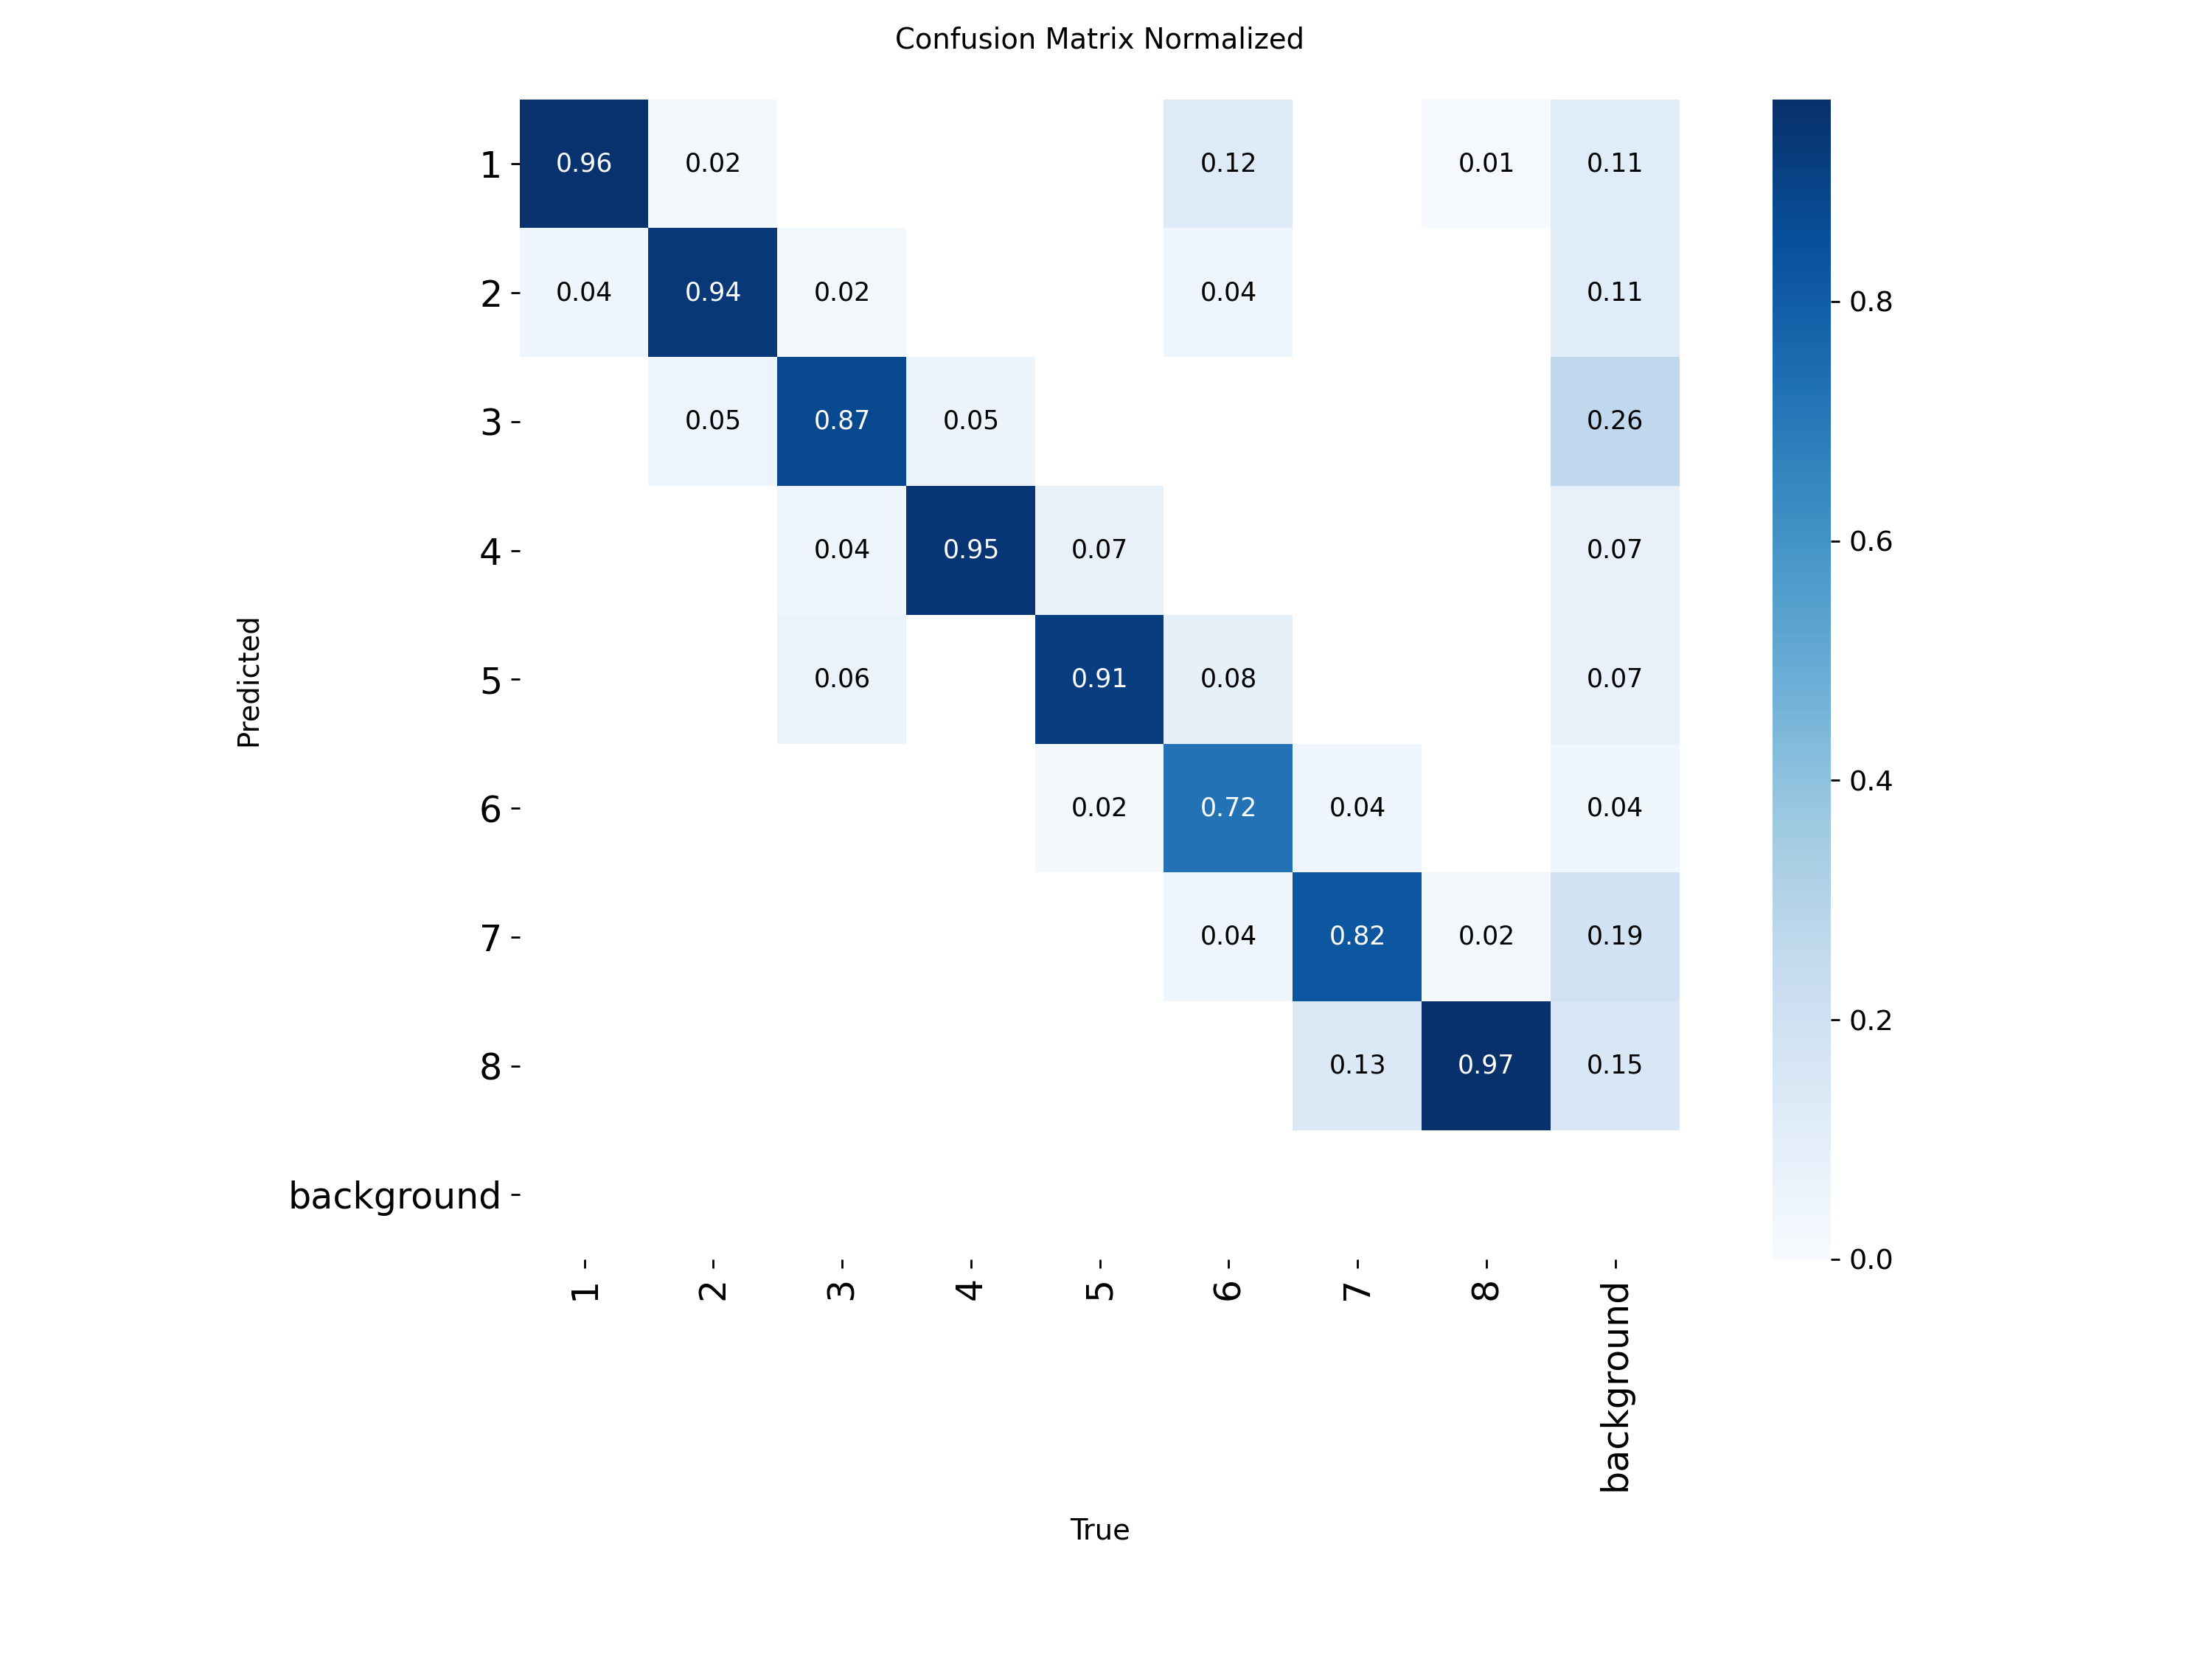 Confusion Matrix Normalized
1 0.96 0.02 0.12 0.01 0.11
2 0.04 0.94 0.02 0.04 0.11 0.8
3 0.05 0.87 0.05 0.26
4 0.04 0.95 0.07 0.07 0.6
5 0.06 0.91 0.08 0.07
Predicted
6 0.02 0.72 0.04 0.04 0.4
7 0.04 0.82 0.02 0.19
8 0.13 0.97 0.15 0.2
background
0.0
1 2 3 4 5 6 7 8 background
True